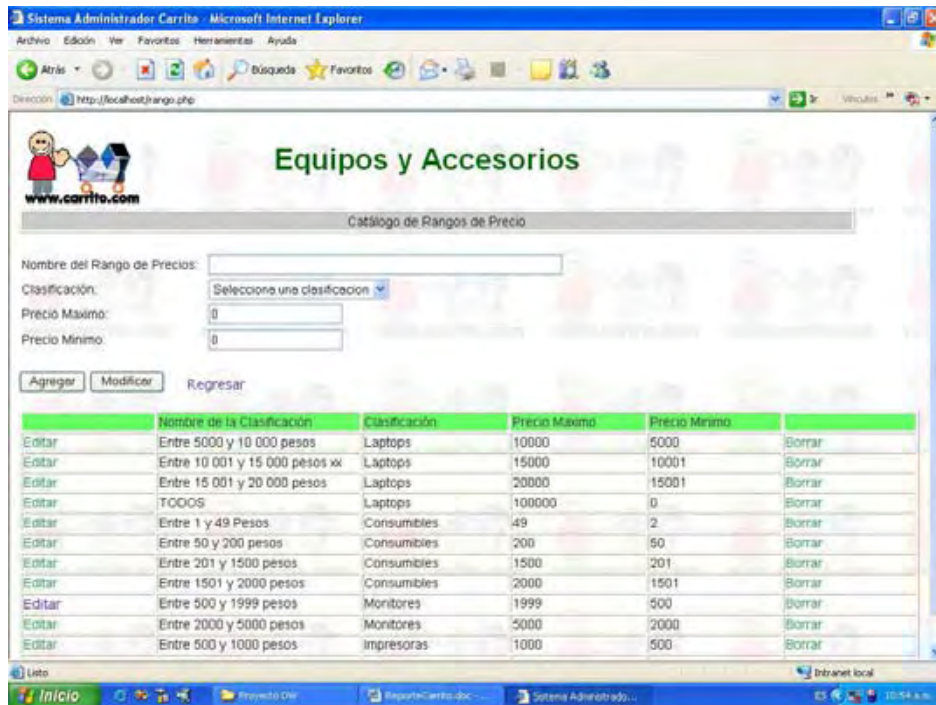 Sistema Administrador Carrito - Microsoft Internet Explorer
Archivo Edición Ver Favoritos Herramientas Ayuda
Atrás Búsqueda Favoritos
Dirección http://localhost/rango.php Ir Vínculos
www.carrito.com
Equipos y Accesorios
Catálogo de Rangos de Precio
Nombre del Rango de Precios:
Clasificación: Selecciona una clasificacion
Precio Maximo: 0
Precio Minimo: 0
Agregar Modificar Regresar
Nombre de la Clasificación Clasificación Precio Maximo Precio Minimo
Editar Entre 5000 y 10 000 pesos Laptops 10000 5000 Borrar
Editar Entre 10 001 y 15 000 pesos xx Laptops 15000 10001 Borrar
Editar Entre 15 001 y 20 000 pesos Laptops 20000 15001 Borrar
Editar TODOS Laptops 100000 0 Borrar
Editar Entre 1 y 49 Pesos Consumibles 49 2 Borrar
Editar Entre 50 y 200 pesos Consumibles 200 50 Borrar
Editar Entre 201 y 1500 pesos Consumibles 1500 201 Borrar
Editar Entre 1501 y 2000 pesos Consumibles 2000 1501 Borrar
Editar Entre 500 y 1999 pesos Monitores 1999 500 Borrar
Editar Entre 2000 y 5000 pesos Monitores 5000 2000 Borrar
Editar Entre 500 y 1000 pesos Impresoras 1000 500 Borrar
Listo Intranet local
Inicio Proyecto DW ReporteCarrito.doc - ... Sistema Administrado... ES 10:54 a.m.